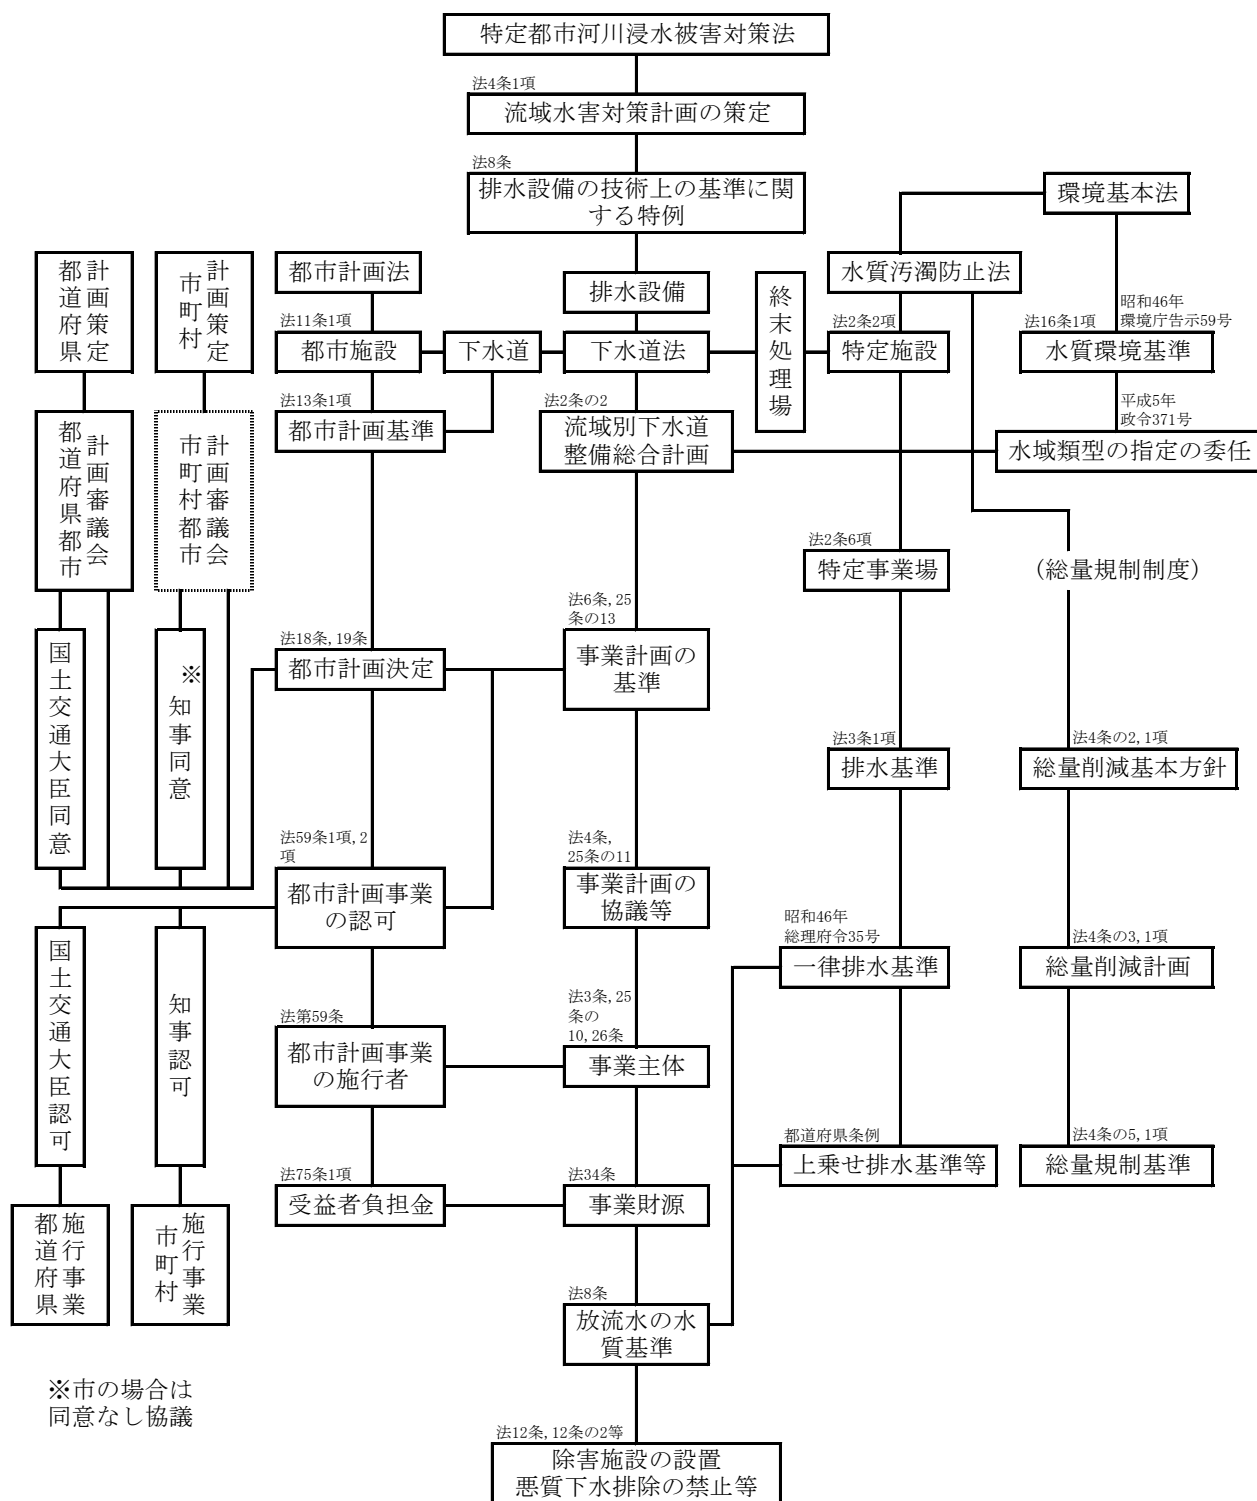 特定都市河川浸水被害対策法
法4条1項
流域水害対策計画の策定
法8条
排水設備の技術上の基準に関
する特例
環境基本法
都道府県
計画策定
市町村
計画策定
都市計画法
排水設備
終末処理場
水質汚濁防止法
昭和46年
環境庁告示59号
法11条1項
都市施設
下水道
下水道法
法2条2項
特定施設
法16条1項
水質環境基準
法13条1項
都市計画基準
法2条の2
流域別下水道
整備総合計画
平成5年
政令371号
水域類型の指定の委任
都道府県都市
計画審議会
市町村都市
計画審議会
法2条6項
特定事業場
(総量規制制度)
国土交通大臣同意
※
知事同意
法18条,19条
都市計画決定
法6条,25
条の13
事業計画の
基準
法3条1項
排水基準
法4条の2,1項
総量削減基本方針
法59条1項,2
項
都市計画事業
の認可
法4条,
25条の11
事業計画の
協議等
昭和46年
総理府令35号
一律排水基準
法4条の3,1項
総量削減計画
国土交通大臣認可
知事認可
法第59条
都市計画事業
の施行者
法3条,25
条の
10,26条
事業主体
都道府県条例
上乗せ排水基準等
法4条の5,1項
総量規制基準
法75条1項
受益者負担金
法34条
事業財源
都道府県
施行事業
市町村
施行事業
法8条
放流水の水
質基準
※市の場合は
同意なし協議
法12条,12条の2等
除害施設の設置
悪質下水排除の禁止等